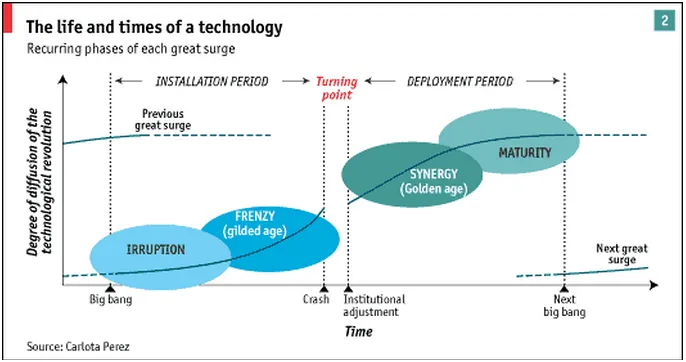 The life and times of a technology
2
Recurring phases of each great surge
INSTALLATION PERIOD
Turning
point
DEPLOYMENT PERIOD
Degree of diffusion of the
technological revolution
Previous
great surge
IRRUPTION
FRENZY
(gilded age)
SYNERGY
(Golden age)
MATURITY
Next great
surge
Big bang
Crash
Institutional
adjustment
Next
big bang
Time
Source: Carlota Perez